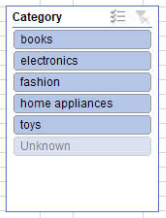 Category
books
electronics
fashion
home appliances
toys
Unknown